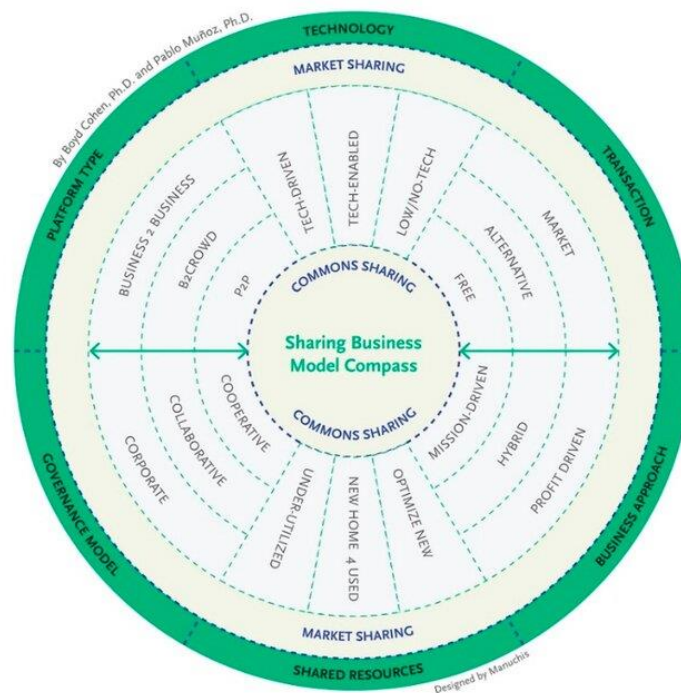 By Boyd Cohen, Ph.D. and Pablo Muñoz, Ph.D.
TECHNOLOGY
MARKET SHARING
PLATFORM TYPE
TRANSACTION
BUSINESS 2 BUSINESS
B2CROWD
P2P
TECH-DRIVEN
TECH-ENABLED
LOW/NO-TECH
FREE
ALTERNATIVE
MARKET
COMMONS SHARING
Sharing Business
Model Compass
COMMONS SHARING
CORPORATE
COLLABORATIVE
COOPERATIVE
UNDER-UTILIZED
NEW HOME 4 USED
OPTIMIZE NEW
MISSION-DRIVEN
HYBRID
PROFIT DRIVEN
GOVERNANCE MODEL
BUSINESS APPROACH
MARKET SHARING
SHARED RESOURCES
Designed by Manuchis